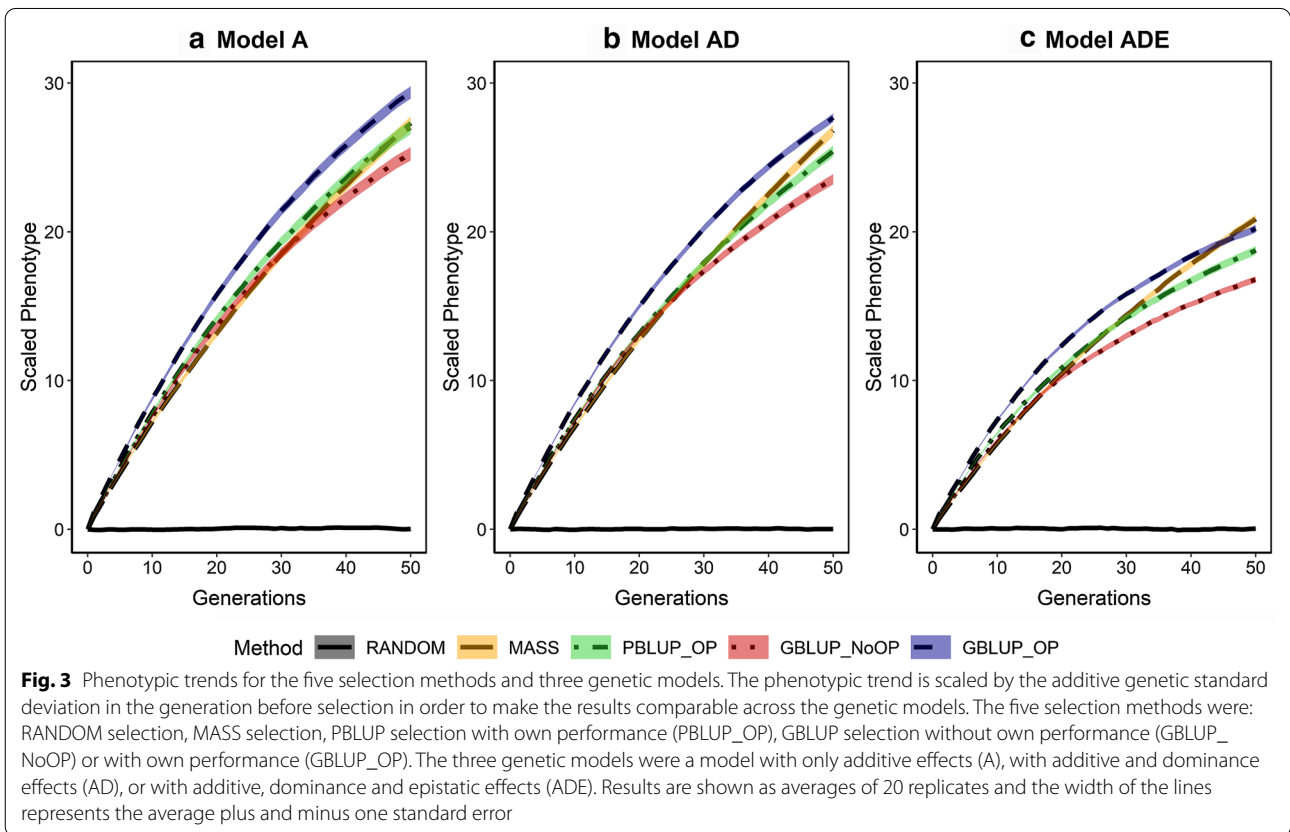 a Model A
b Model AD
c Model ADE
Scaled Phenotype
30
20
10
0
0 10 20 30 40 50
Generations
Scaled Phenotype
30
20
10
0
0 10 20 30 40 50
Generations
Scaled Phenotype
30
20
10
0
0 10 20 30 40 50
Generations
Method RANDOM MASS PBLUP_OP GBLUP_NoOP GBLUP_OP
Fig. 3 Phenotypic trends for the five selection methods and three genetic models. The phenotypic trend is scaled by the additive genetic standard
deviation in the generation before selection in order to make the results comparable across the genetic models. The five selection methods were:
RANDOM selection, MASS selection, PBLUP selection with own performance (PBLUP_OP), GBLUP selection without own performance (GBLUP_
NoOP) or with own performance (GBLUP_OP). The three genetic models were a model with only additive effects (A), with additive and dominance
effects (AD), or with additive, dominance and epistatic effects (ADE). Results are shown as averages of 20 replicates and the width of the lines
represents the average plus and minus one standard error